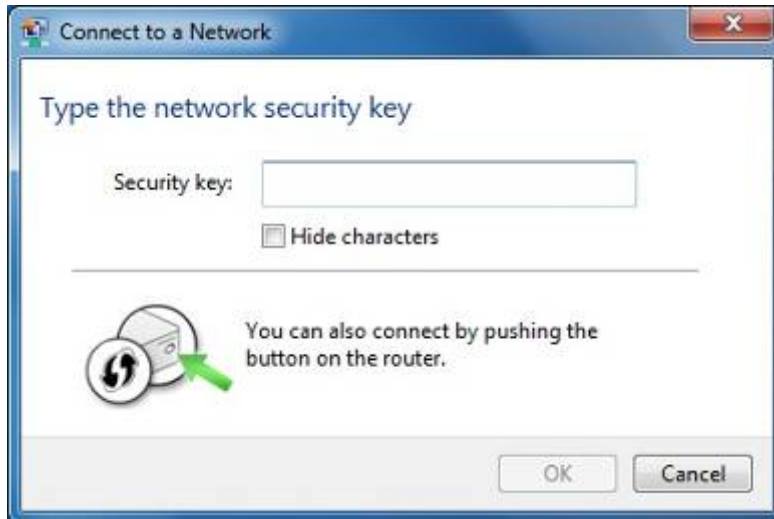 Connect to a Network
Type the network security key
Security key:
Hide characters
You can also connect by pushing the
button on the router.
OK
Cancel